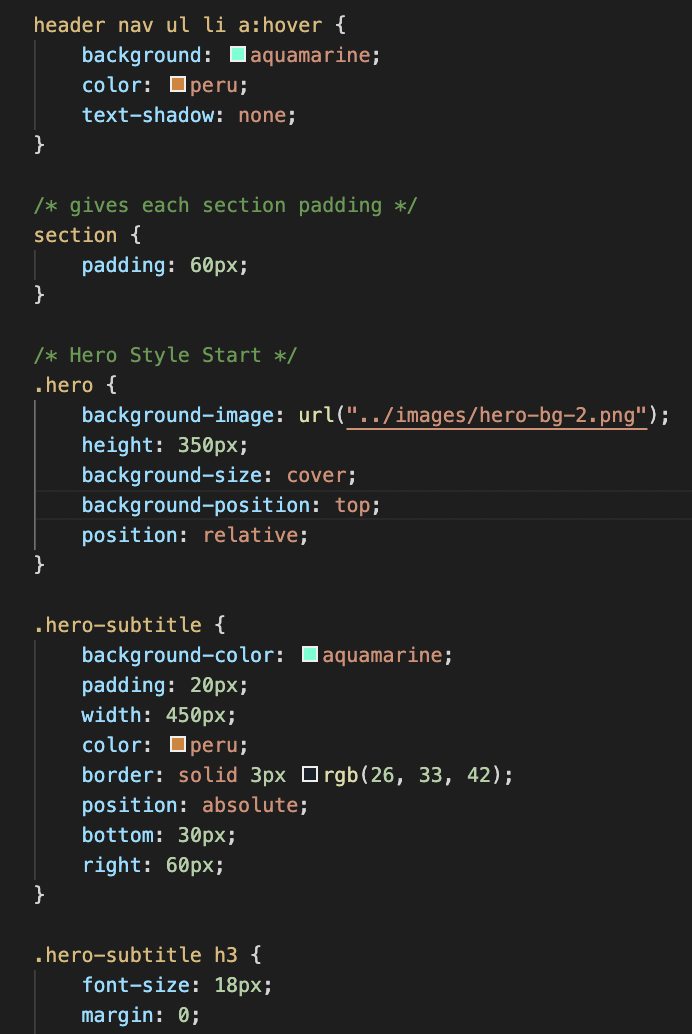 header nav ul li a:hover {
    background: aquamarine;
    color: peru;
    text-shadow: none;
}

/* gives each section padding */
section {
    padding: 60px;
}

/* Hero Style Start */
.hero {
    background-image: url("../images/hero-bg-2.png");
    height: 350px;
    background-size: cover;
    background-position: top;
    position: relative;
}

.hero-subtitle {
    background-color: aquamarine;
    padding: 20px;
    width: 450px;
    color: peru;
    border: solid 3px rgb(26, 33, 42);
    position: absolute;
    bottom: 30px;
    right: 60px;
}

.hero-subtitle h3 {
    font-size: 18px;
    margin: 0;